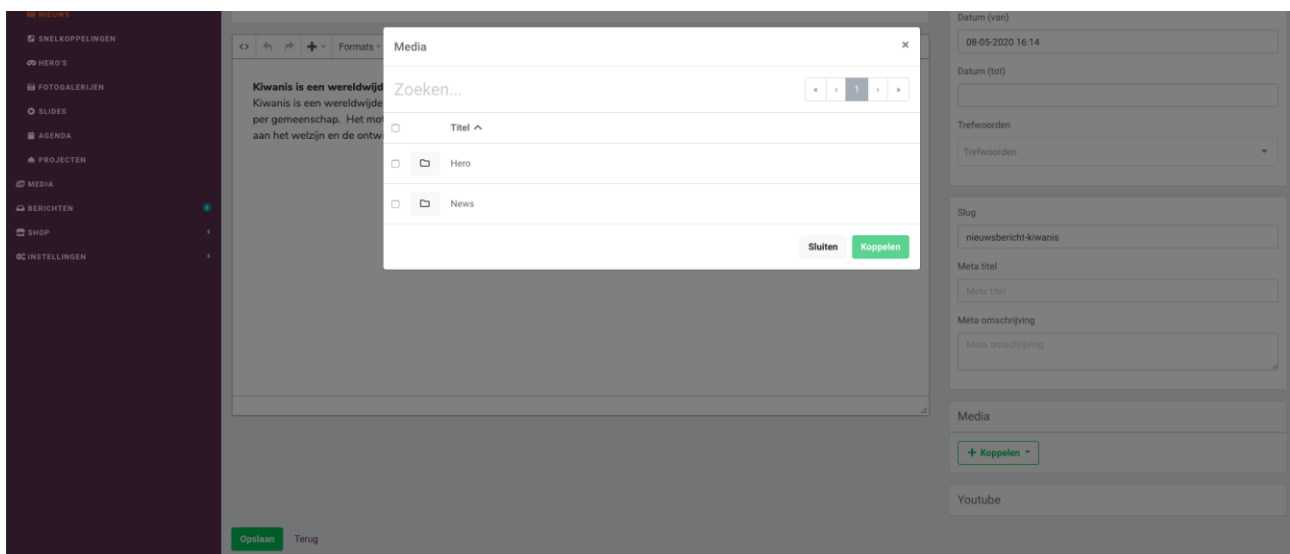 NIEUWS
SNELKOPPELINGEN
HERO'S
FOTOGALERIJEN
SLIDES
AGENDA
PROJECTEN
MEDIA
BERICHTEN
SHOP
INSTELLINGEN
Formats
Kiwanis is een wereldwijd
Kiwanis is een wereldwijde
per gemeenschap. Het mot
aan het welzijn en de ontw
Opslaan
Terug
Media
×
Zoeken...
« ‹ 1 › »
Titel
Hero
News
Sluiten
Koppelen
Datum (van)
08-05-2020 16:14
Datum (tot)
Trefwoorden
Trefwoorden
Slug
nieuwsbericht-kiwanis
Meta titel
Meta titel
Meta omschrijving
Meta omschrijving
Media
+ Koppelen
Youtube